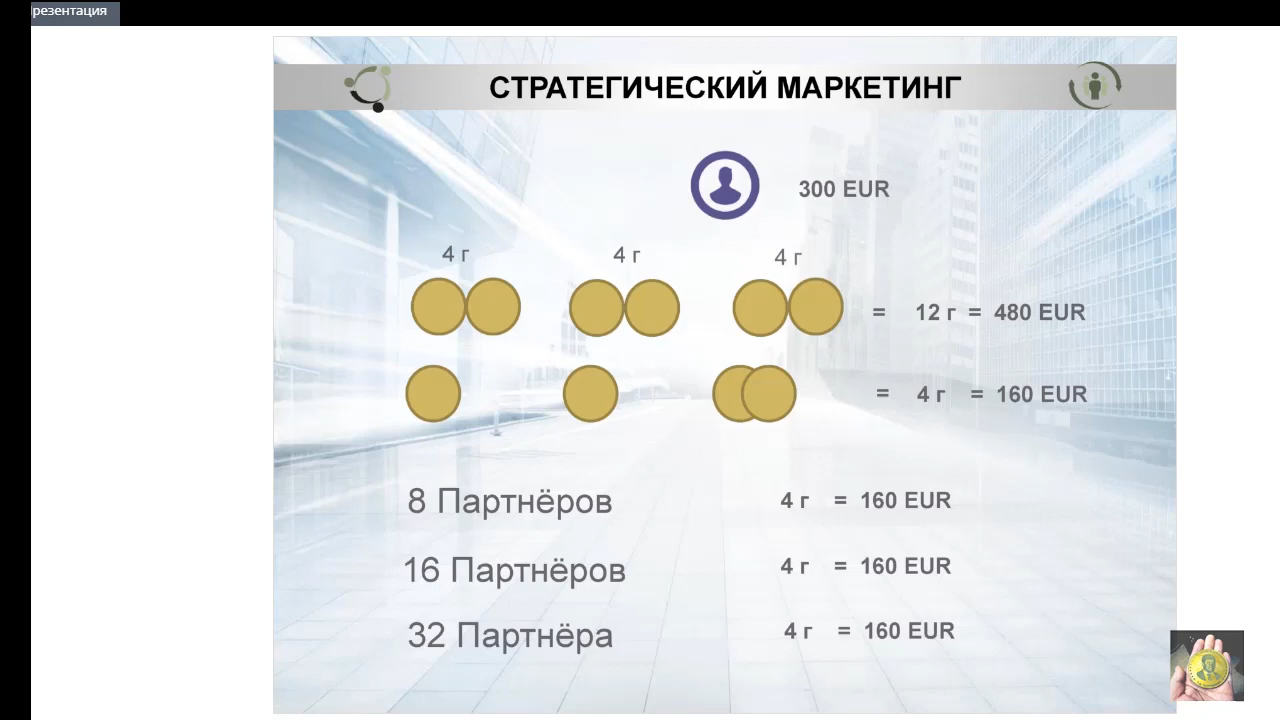 резентация
СТРАТЕГИЧЕСКИЙ МАРКЕТИНГ
300 EUR
4 г 4 г 4 г
= 12 г = 480 EUR
= 4 г = 160 EUR
8 Партнёров 4 г = 160 EUR
16 Партнёров 4 г = 160 EUR
32 Партнёра 4 г = 160 EUR